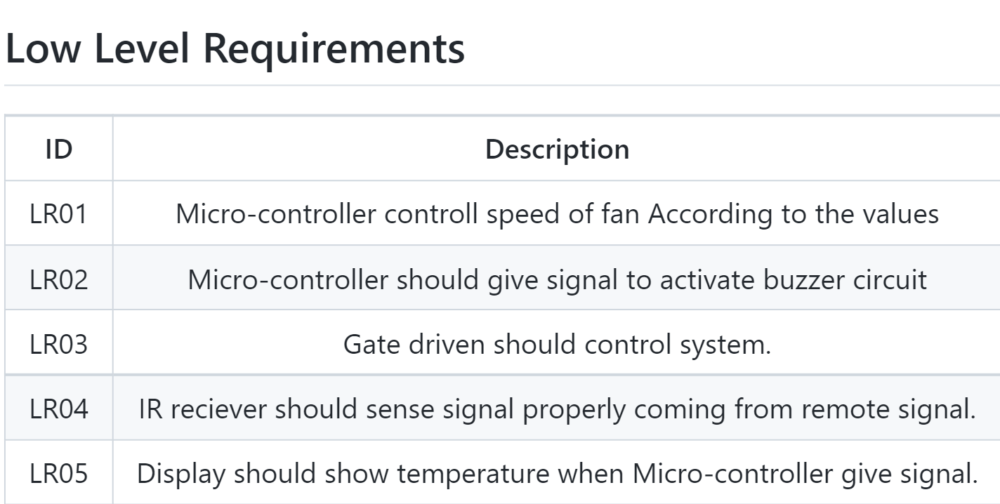 Low Level Requirements
ID Description
LR01 Micro-controller controll speed of fan According to the values
LR02 Micro-controller should give signal to activate buzzer circuit
LR03 Gate driven should control system.
LR04 IR reciever should sense signal properly coming from remote signal.
LR05 Display should show temperature when Micro-controller give signal.